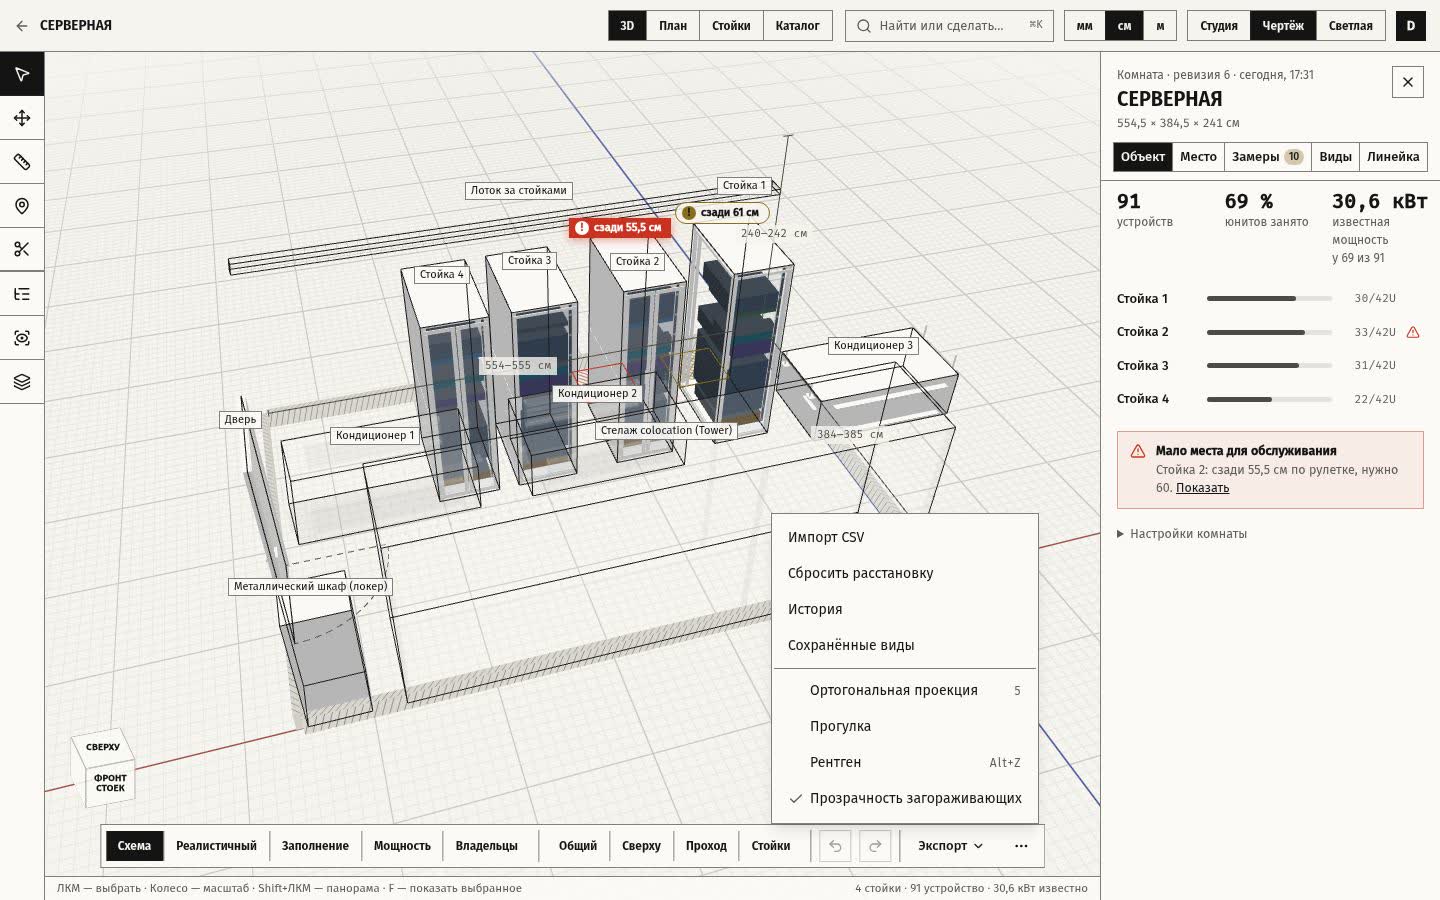 СЕРВЕРНАЯ
3D План Стойки Каталог
Найти или сделать... ⌘K
мм см м
Студия Чертёж Светлая
D
Комната · ревизия 6 · сегодня, 17:31
СЕРВЕРНАЯ
554,5 × 384,5 × 241 см
Объект Место Замеры 10 Виды Линейка
91
устройств
69 %
юнитов занято
30,6 кВт
известная
мощность
у 69 из 91
Стойка 1 30/42U
Стойка 2 33/42U
Стойка 3 31/42U
Стойка 4 22/42U
Мало места для обслуживания
Стойка 2: сзади 55,5 см по рулетке, нужно
60. Показать
Настройки комнаты
Лоток за стойками
Стойка 1
! сзади 61 см
! сзади 55,5 см
240–242 см
Стойка 4
Стойка 3
Стойка 2
Кондиционер 3
554–555 см
Кондиционер 2
Дверь
Кондиционер 1
Стелаж colocation (Tower)
384–385 см
Металлический шкаф (локер)
СВЕРХУ
ФРОНТ
СТОЕК
Импорт CSV
Сбросить расстановку
История
Сохранённые виды
Ортогональная проекция 5
Прогулка
Рентген Alt+Z
Прозрачность загораживающих
Схема Реалистичный Заполнение Мощность Владельцы Общий Сверху Проход Стойки Экспорт
ЛКМ — выбрать · Колесо — масштаб · Shift+ЛКМ — панорама · F — показать выбранное
4 стойки · 91 устройство · 30,6 кВт известно